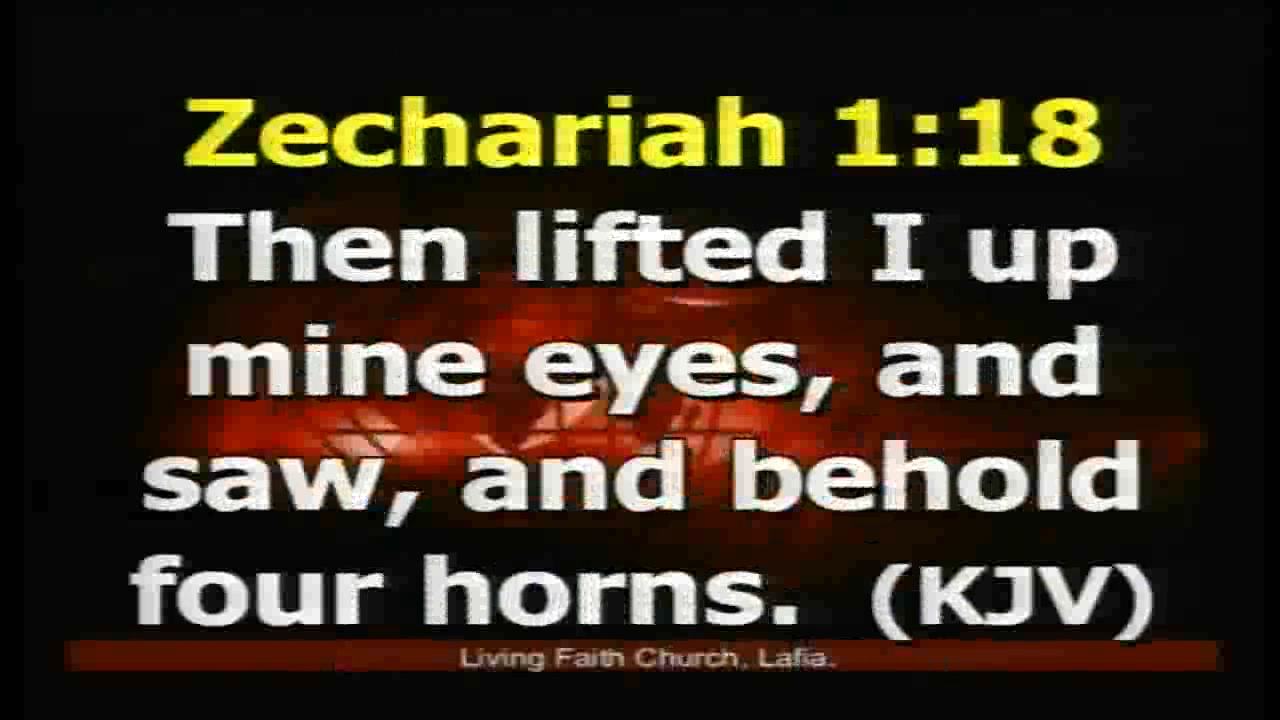 Zechariah 1:18
Then lifted I up
mine eyes, and
saw, and behold
four horns. (KJV)
Living Faith Church, Lafia.